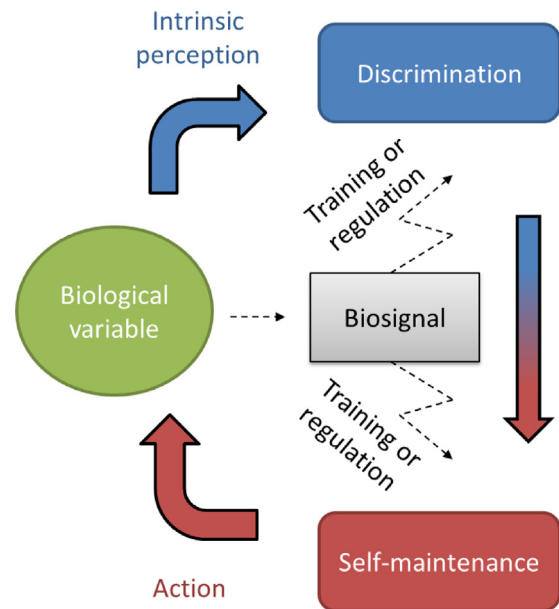 Intrinsic
perception
Discrimination
Training or
regulation
Biological
variable
Biosignal
Training or
regulation
Self-maintenance
Action